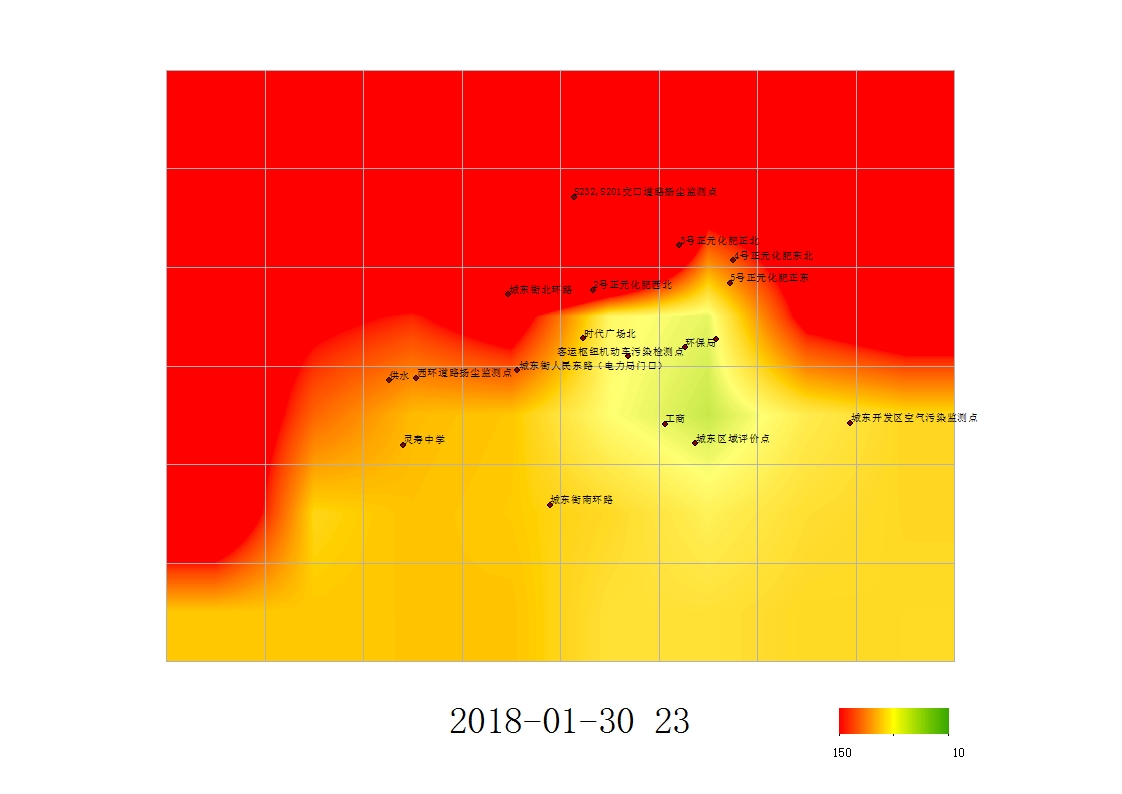 S232,S201交口道路扬尘监测点
3号正元化肥正北
4号正元化肥东北
5号正元化肥正东
城东街北环路
2号正元化肥西北
时代广场北
环保局
客运枢纽机动车污染检测点
城东街人民东路（电力局门口）
供水
西环道路扬尘监测点
工商
城东开发区空气污染监测点
灵寿中学
城东区域评价点
城东街南环路
2018-01-30 23
150
10